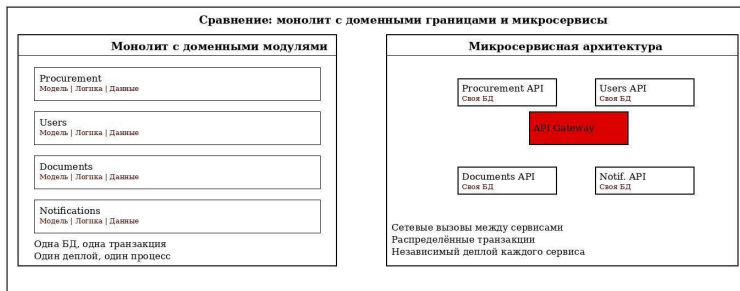 Сравнение: монолит с доменными границами и микросервисы
Монолит с доменными модулями
Procurement
Модель | Логика | Данные
Users
Модель | Логика | Данные
Documents
Модель | Логика | Данные
Notifications
Модель | Логика | Данные
Одна БД, одна транзакция
Один деплой, один процесс
Микросервисная архитектура
Procurement API
Своя БД
Users API
Своя БД
API Gateway
Documents API
Своя БД
Notif. API
Своя БД
Сетевые вызовы между сервисами
Распределённые транзакции
Независимый деплой каждого сервиса